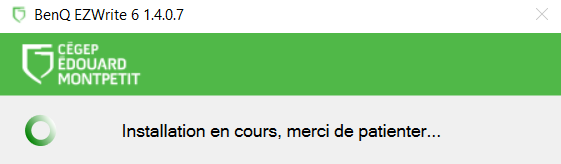 BenQ EZWrite 6 1.4.0.7
CÉGEP
ÉDOUARD
MONTPETIT
Installation en cours, merci de patienter...